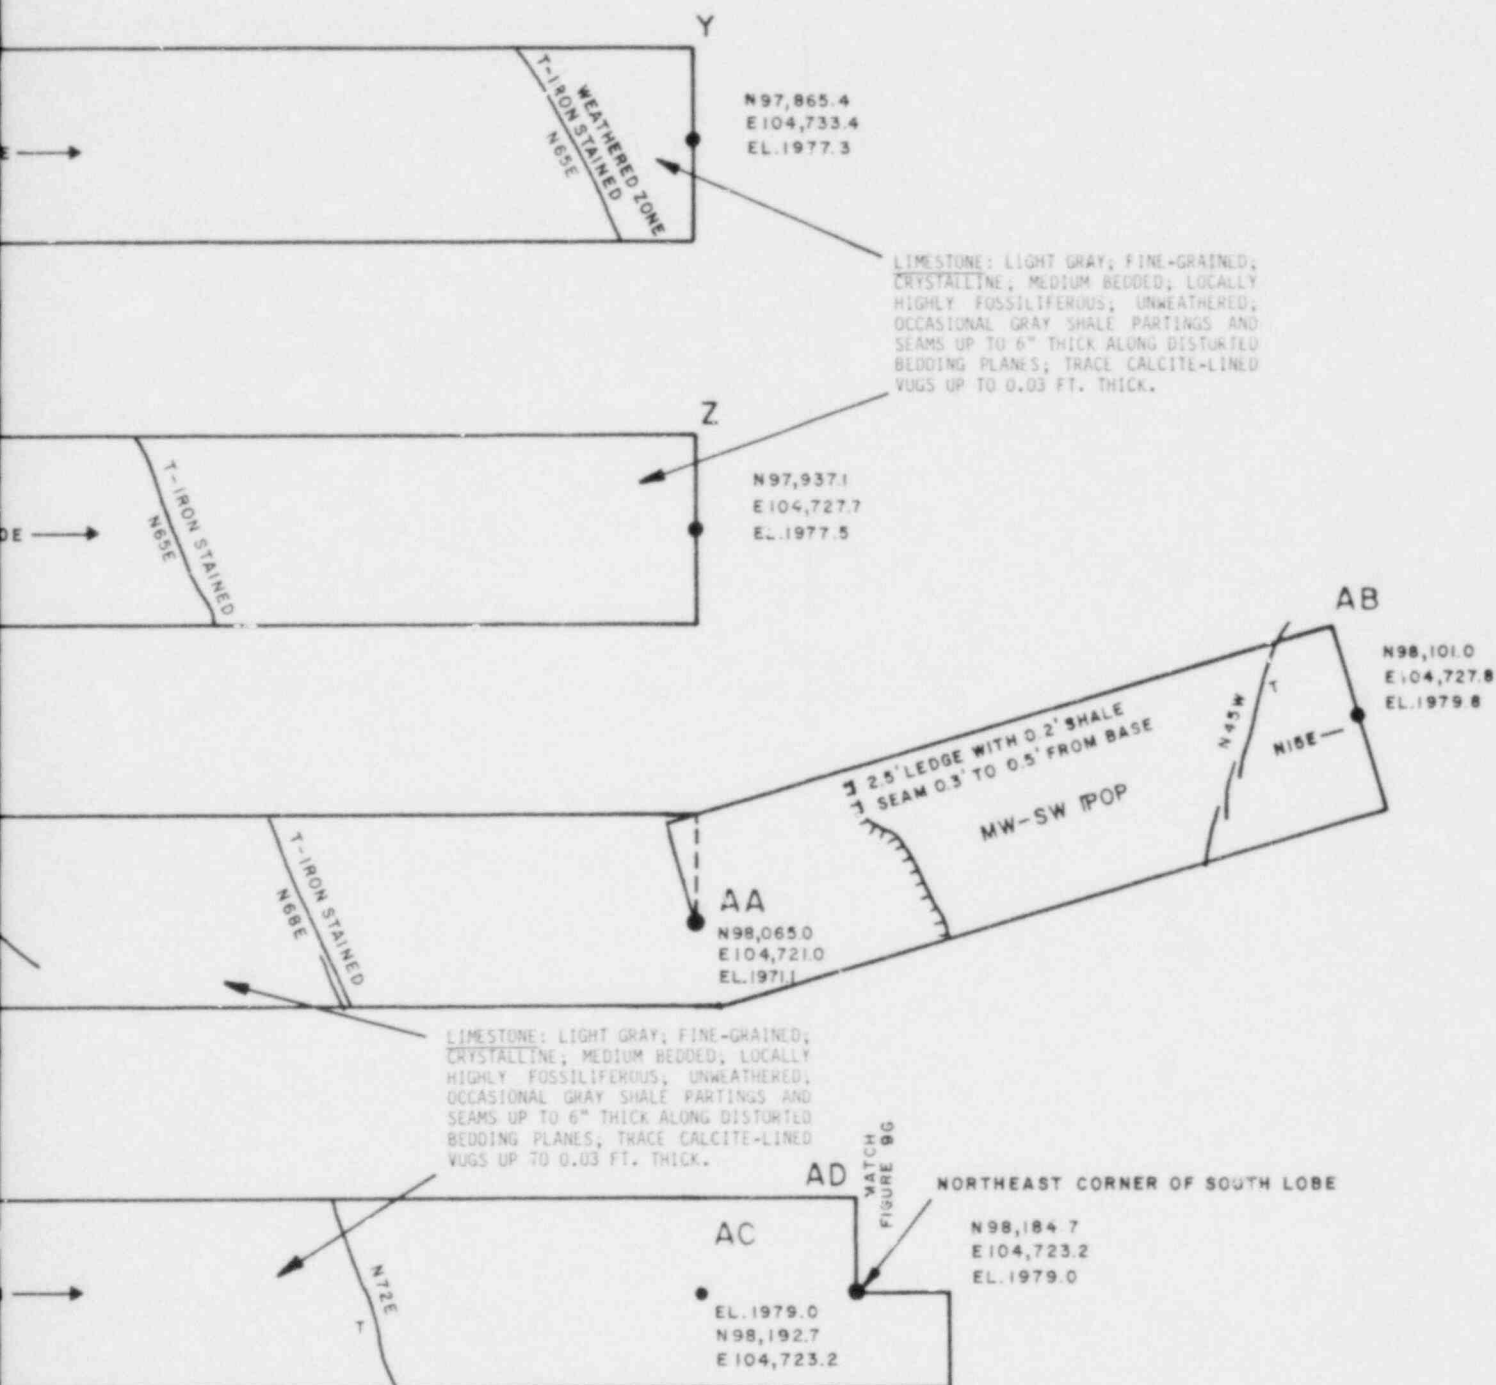 Y
T-IRON STAINED
WEATHERED ZONE
N65E
N97,865.4
E104,733.4
EL.1977.3
E
LIMESTONE: LIGHT GRAY; FINE-GRAINED;
CRYSTALLINE; MEDIUM BEDDED; LOCALLY
HIGHLY FOSSILIFEROUS; UNWEATHERED;
OCCASIONAL GRAY SHALE PARTINGS AND
SEAMS UP TO 6" THICK ALONG DISTORTED
BEDDING PLANES; TRACE CALCITE-LINED
VUGS UP TO 0.03 FT. THICK.
Z
T-IRON STAINED
N65E
N97,937.1
E104,727.7
EL.1977.5
OE
AB
N98,101.0
E104,727.8
EL.1979.8
2.5' LEDGE WITH 0.2' SHALE
SEAM 0.3' TO 0.5' FROM BASE
MW-SW
N45W
T
N15E
T-IRON STAINED
N68E
AA
N98,065.0
E104,721.0
EL.1971.1
LIMESTONE: LIGHT GRAY; FINE-GRAINED;
CRYSTALLINE; MEDIUM BEDDED; LOCALLY
HIGHLY FOSSILIFEROUS; UNWEATHERED;
OCCASIONAL GRAY SHALE PARTINGS AND
SEAMS UP TO 6" THICK ALONG DISTORTED
BEDDING PLANES; TRACE CALCITE-LINED
VUGS UP TO 0.03 FT. THICK.
AD
MATCH
FIGURE 9G
NORTHEAST CORNER OF SOUTH LOBE
N98,184.7
E104,723.2
EL.1979.0
AC
N72E
T
EL.1979.0
N98,192.7
E104,723.2